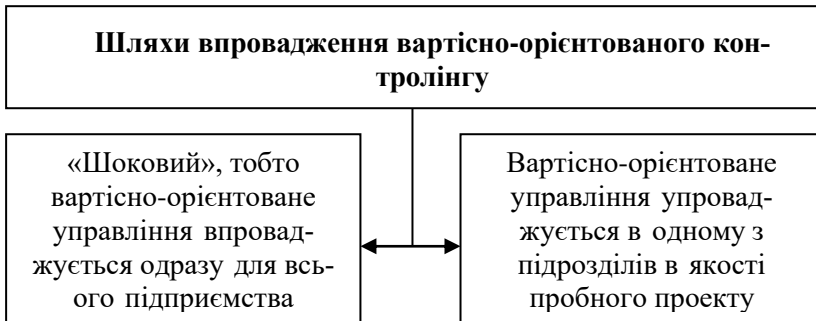 Шляхи впровадження вартісно-орієнтованого кон-
тролінгу
«Шоковий», тобто
вартісно-орієнтоване
управління впровад-
жується одразу для всь-
ого підприємства
Вартісно-орієнтоване
управління упровад-
жується в одному з
підрозділів в якості
пробного проекту